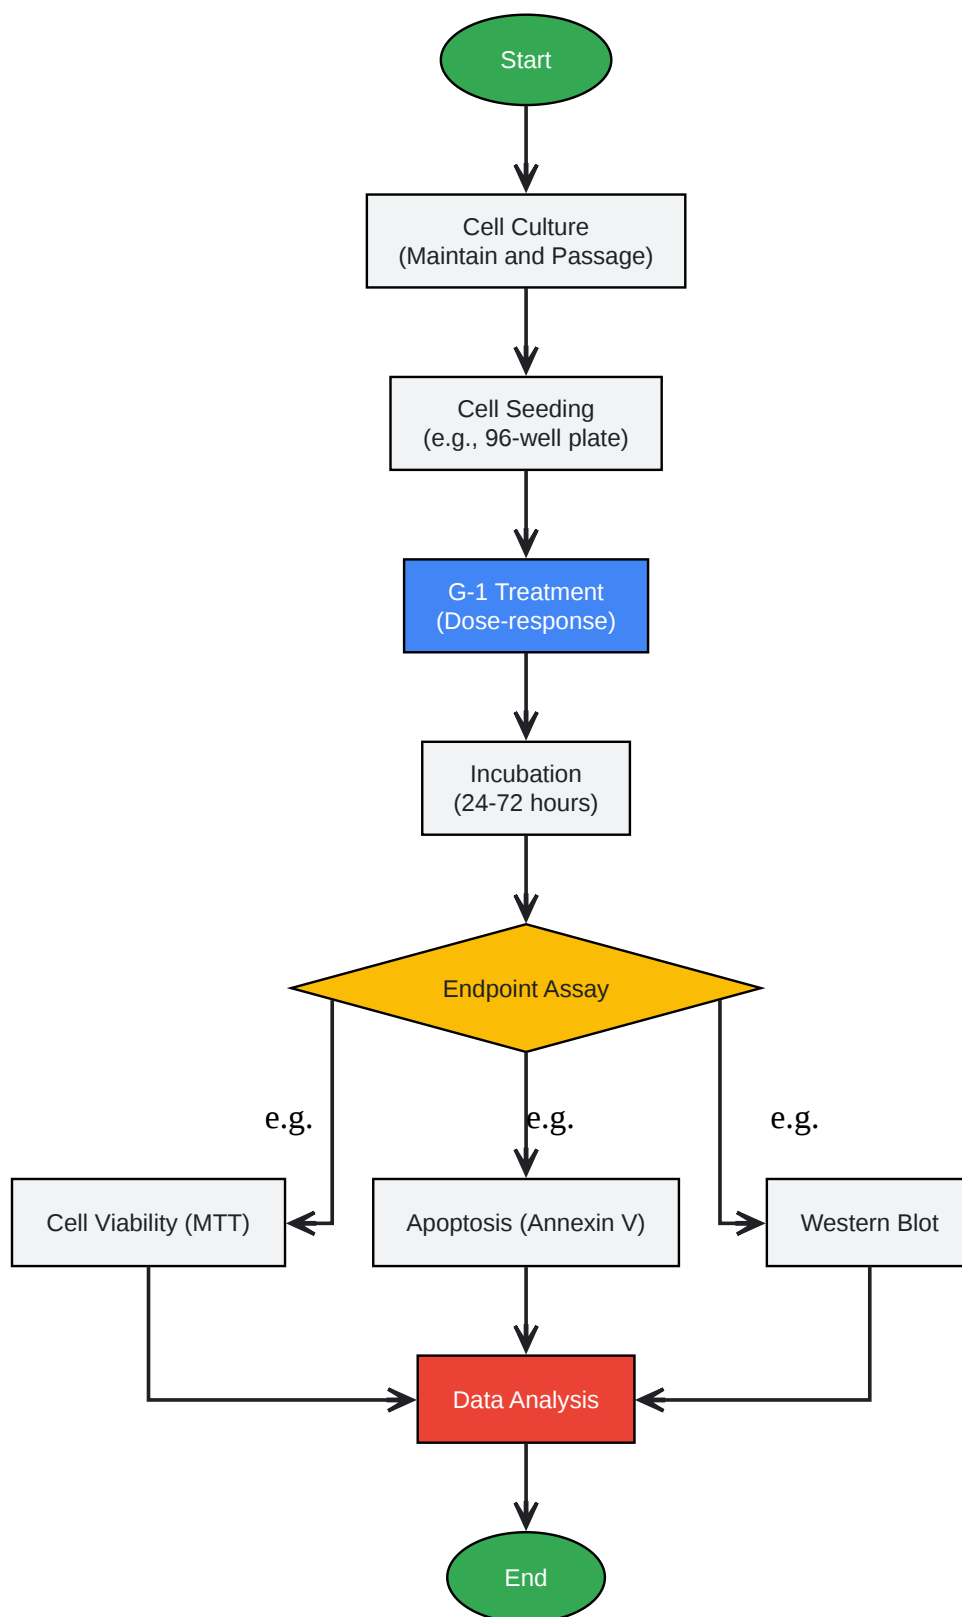 Start
Cell Culture
(Maintain and Passage)
Cell Seeding
(e.g., 96-well plate)
G-1 Treatment
(Dose-response)
Incubation
(24-72 hours)
Endpoint Assay
e.g.
e.g.
e.g.
Cell Viability (MTT)
Apoptosis (Annexin V)
Western Blot
Data Analysis
End